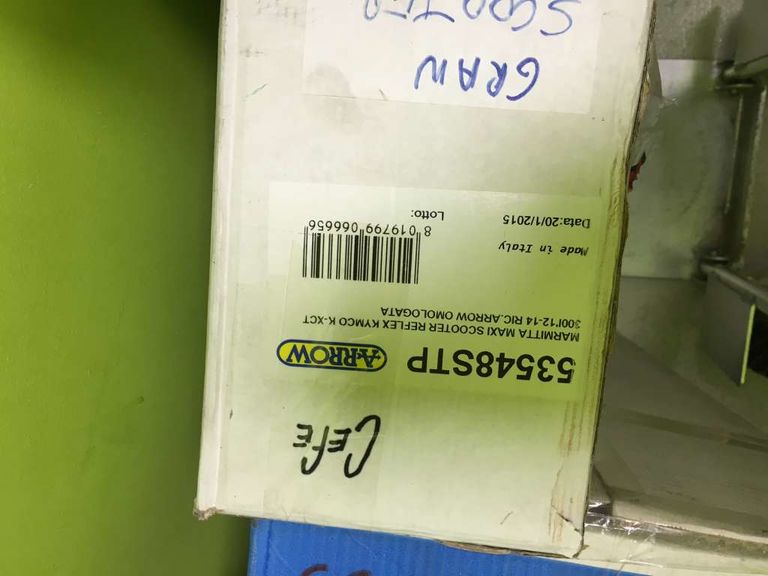 CEFE
53548STP ARROW
MARMITTA MAXI SCOOTER REFLEX KYMCO K-XCT
300I'12-14 RIC.ARROW OMOLOGATA
Made in Italy
Data:20/1/2015
8 019799 066656
Lotto:
GRAN